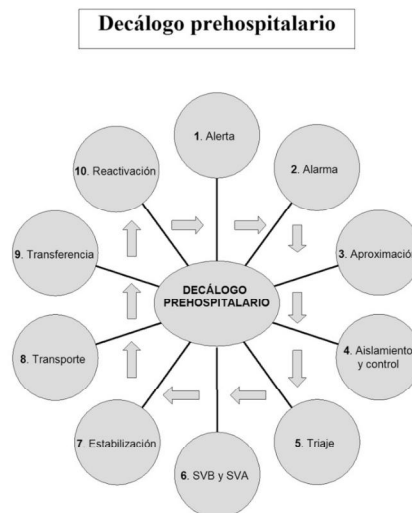 Decálogo prehospitalario
1. Alerta
2. Alarma
3. Aproximación
4. Aislamiento
y control
5. Triaje
6. SVB y SVA
7. Estabilización
8. Transporte
9. Transferencia
10. Reactivación
DECÁLOGO
PREHOSPITALARIO